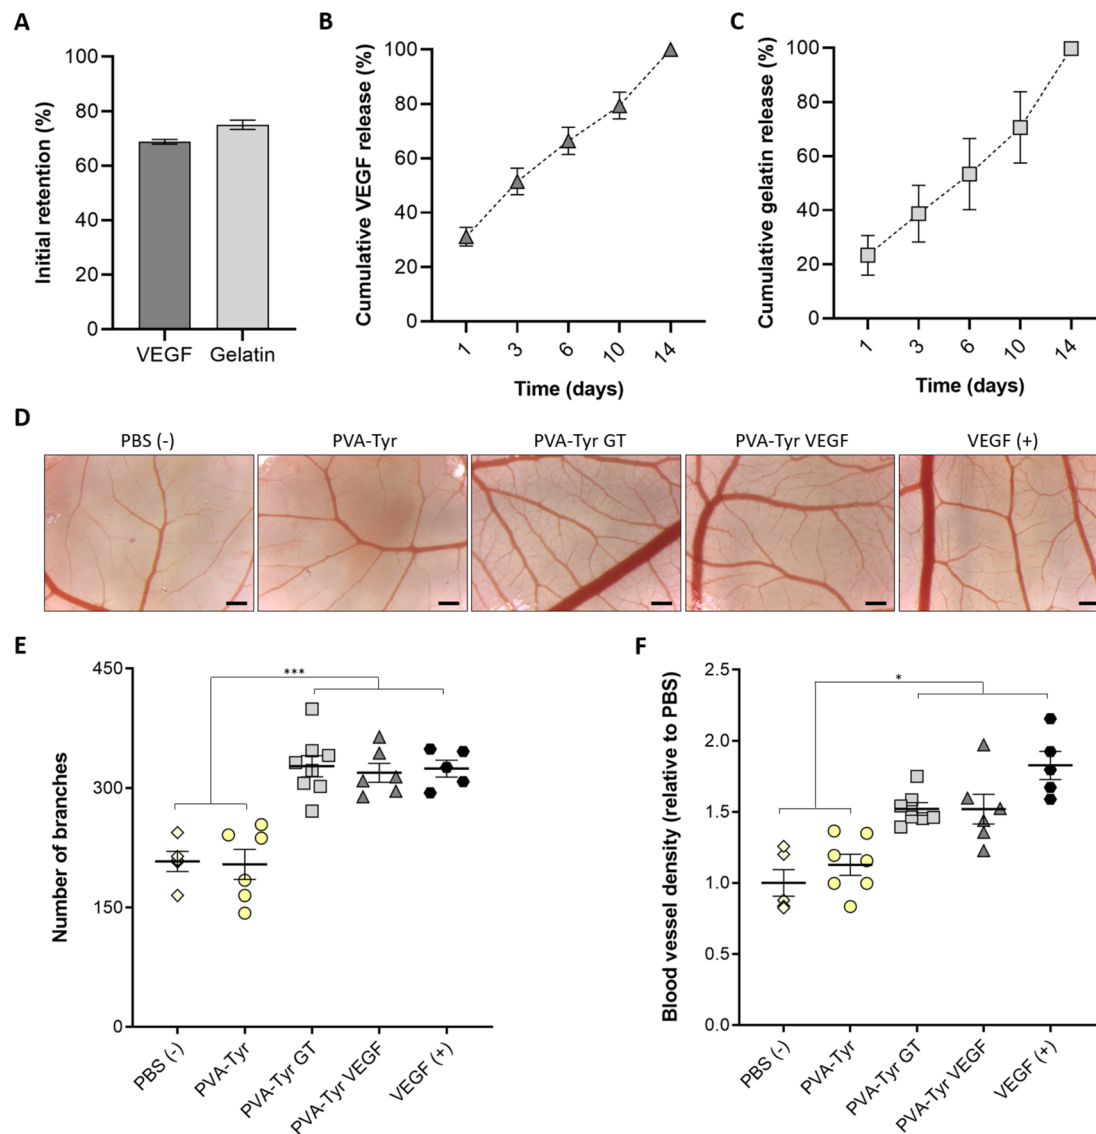 A
Initial retention (%)
100
80
60
40
20
0
VEGF Gelatin
B
Cumulative VEGF release (%)
100
80
60
40
20
0
1 3 6 10 14
Time (days)
C
Cumulative gelatin release (%)
100
80
60
40
20
0
1 3 6 10 14
Time (days)
D
PBS (-) PVA-Tyr PVA-Tyr GT PVA-Tyr VEGF VEGF (+)
E
Number of branches
450
300
150
0
***
PBS (-) PVA-Tyr PVA-Tyr GT PVA-Tyr VEGF VEGF (+)
F
Blood vessel density (relative to PBS)
2.5
2.0
1.5
1.0
0.5
0.0
*
PBS (-) PVA-Tyr PVA-Tyr GT PVA-Tyr VEGF VEGF (+)